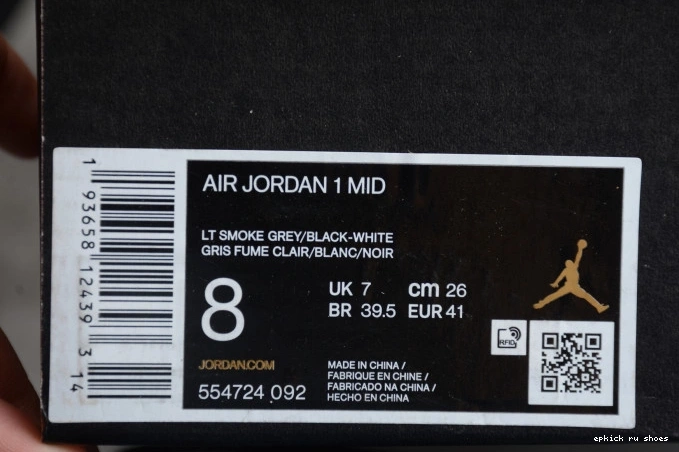 AIR JORDAN 1 MID
LT SMOKE GREY/BLACK-WHITE
GRIS FUME CLAIR/BLANC/NOIR
8
UK 7 cm 26
BR 39.5 EUR 41
JORDAN.COM
554724 092
MADE IN CHINA /
FABRIQUE EN CHINE /
FABRICADO NA CHINA /
HECHO EN CHINA
RFID
1 93658 12439 3 14
epkick ru shoes